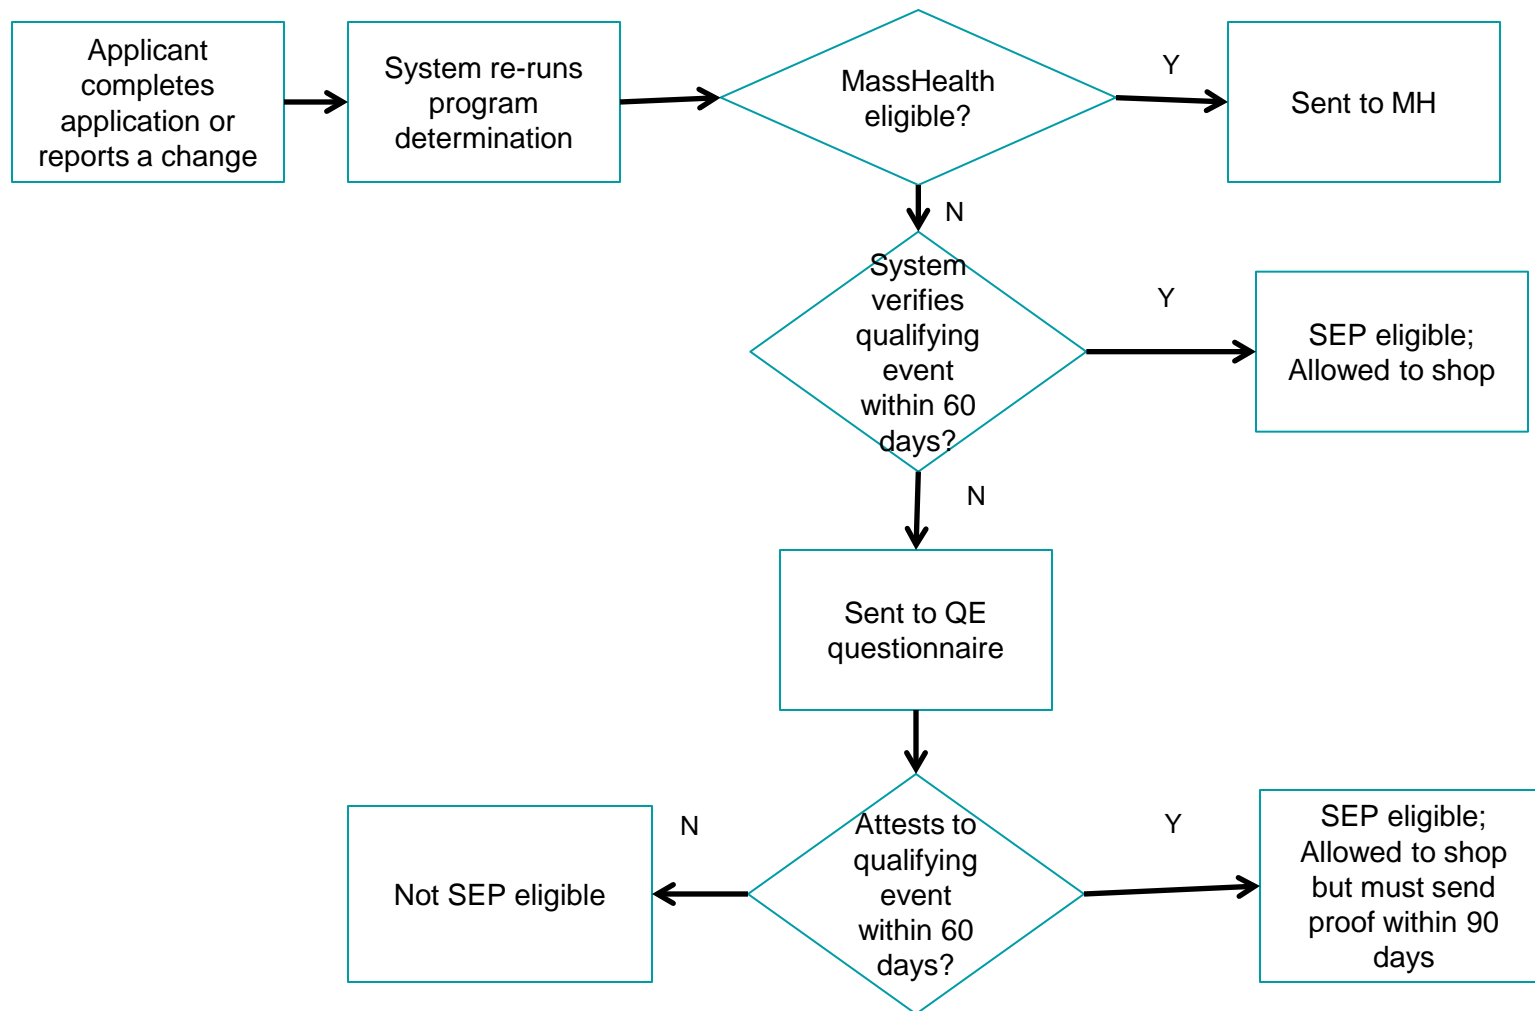 Applicant
completes
application or
reports a change
System re-runs
program
determination
MassHealth
eligible?
Y
Sent to MH
N
System
verifies
qualifying
event
within 60
days?
Y
SEP eligible;
Allowed to shop
N
Sent to QE
questionnaire
Attests to
qualifying
event
within 60
days?
N
Not SEP eligible
Y
SEP eligible;
Allowed to shop
but must send
proof within 90
days